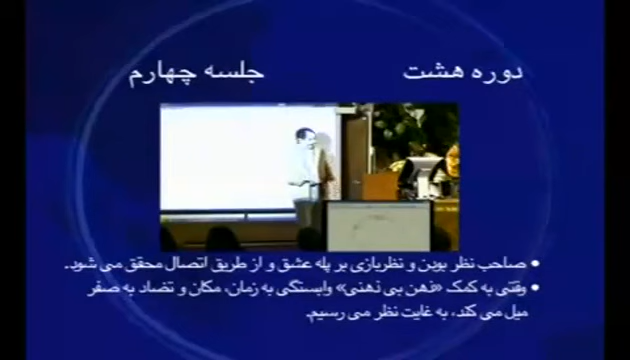 دوره هشت
جلسه چهارم
• صاحب نظر بودن و نظربازی بر پله عشق و از طریق اتصال محقق می شود.
• وقتی به کمک «ذهن بی ذهنی» وابستگی به زمان، مکان و تضاد به صفر
میل می کند، به غایت نظر می رسیم.